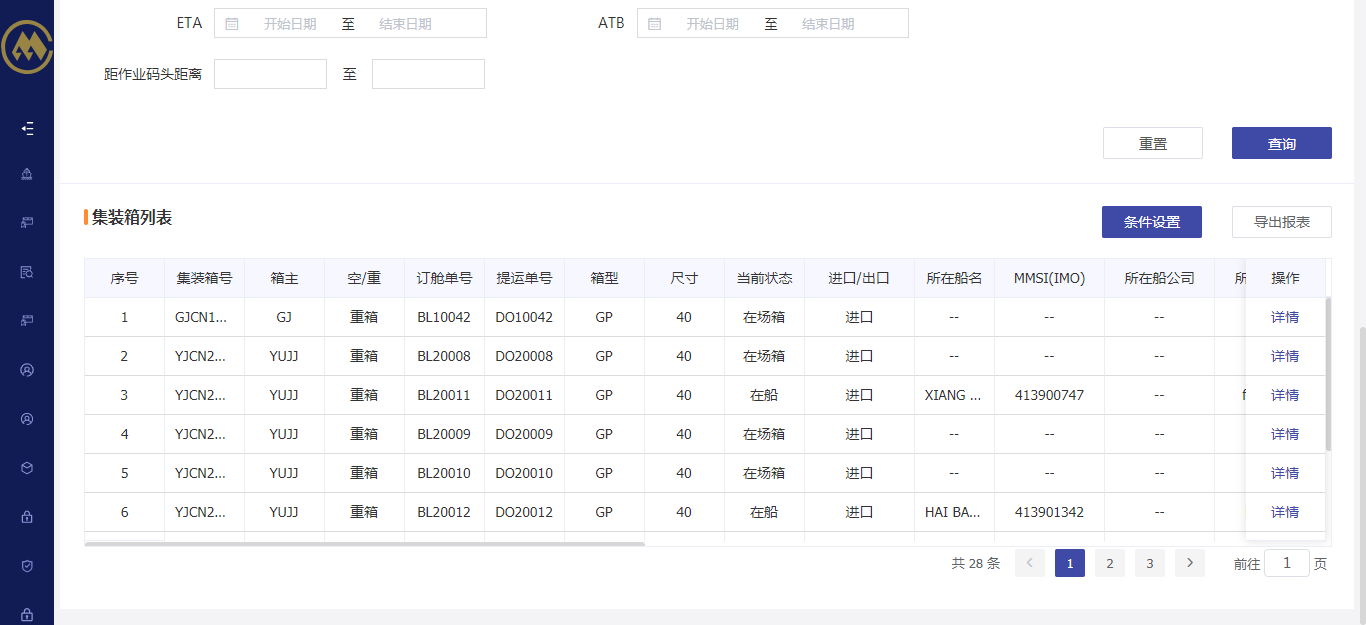 ETA 开始日期 至 结束日期 ATB 开始日期 至 结束日期
距作业码头距离 至
重置 查询
集装箱列表 条件设置 导出报表
序号 集装箱号 箱主 空/重 订舱单号 提运单号 箱型 尺寸 当前状态 进口/出口 所在船名 MMSI(IMO) 所在船公司 所 操作
1 GJCN1... GJ 重箱 BL10042 DO10042 GP 40 在场箱 进口 -- -- -- 详情
2 YJCN2... YUJJ 重箱 BL20008 DO20008 GP 40 在场箱 进口 -- -- -- 详情
3 YJCN2... YUJJ 重箱 BL20011 DO20011 GP 40 在船 进口 XIANG ... 413900747 -- f 详情
4 YJCN2... YUJJ 重箱 BL20009 DO20009 GP 40 在场箱 进口 -- -- -- 详情
5 YJCN2... YUJJ 重箱 BL20010 DO20010 GP 40 在场箱 进口 -- -- -- 详情
6 YJCN2... YUJJ 重箱 BL20012 DO20012 GP 40 在船 进口 HAI BA... 413901342 -- 详情
共 28 条 1 2 3 前往 1 页